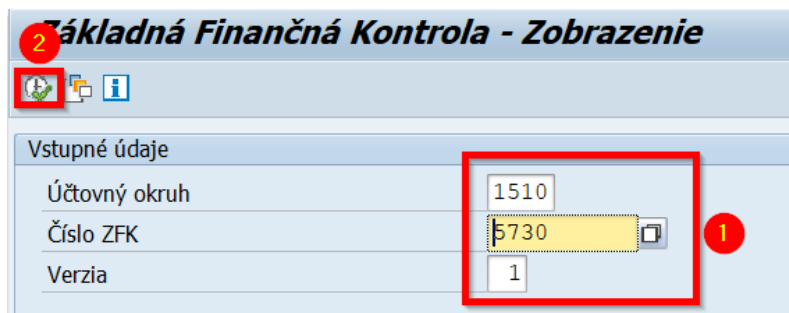 Základná Finančná Kontrola - Zobrazenie
2
Vstupné údaje
Účtovný okruh 1510
Číslo ZFK 5730
1
Verzia 1